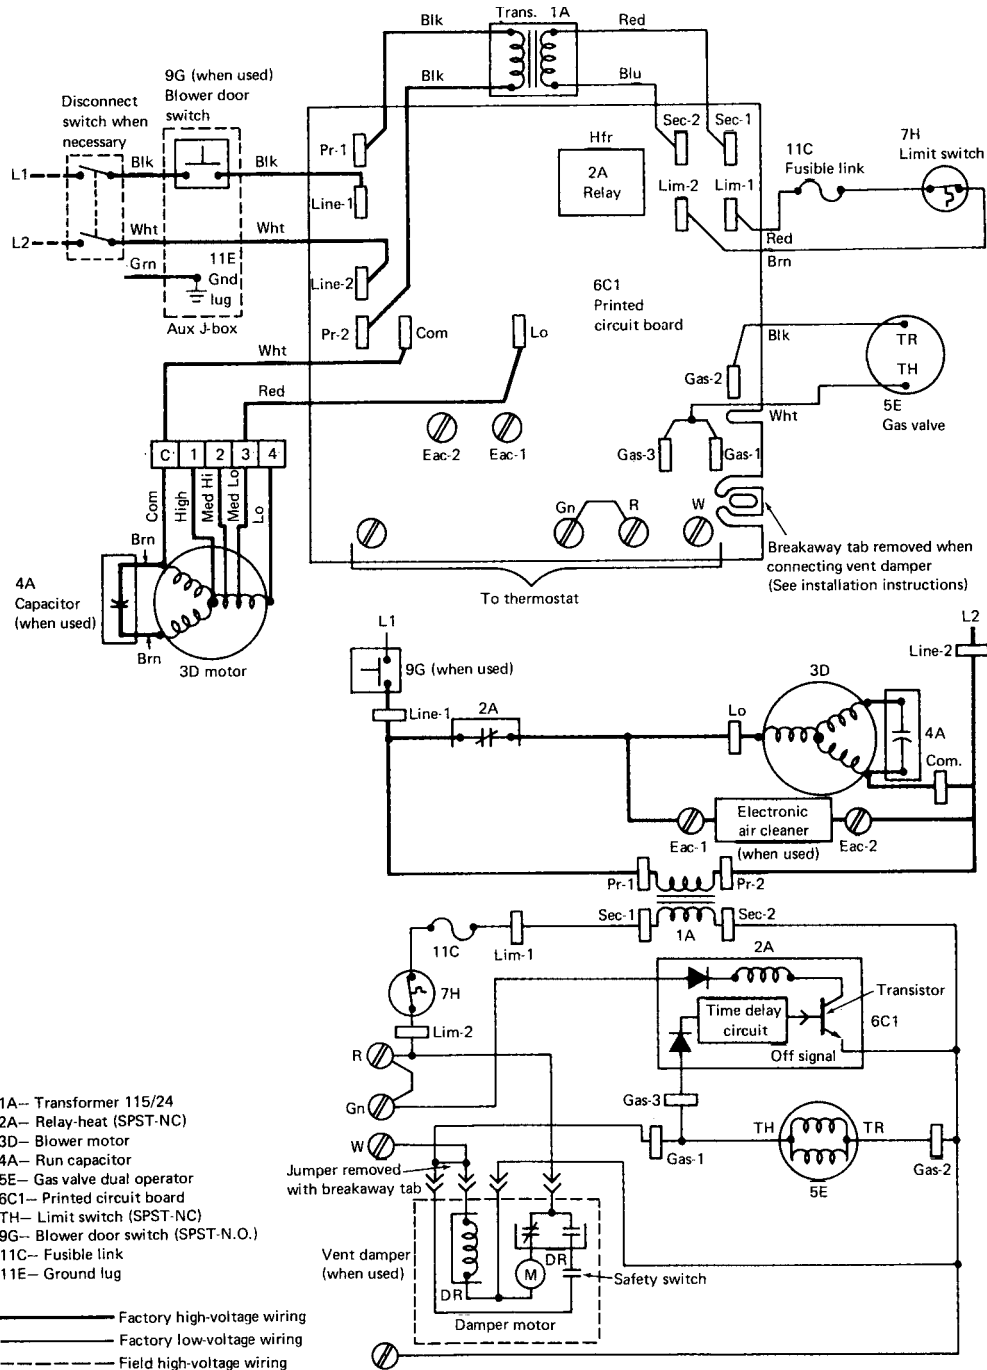 Trans. 1A
Blk
Red
Blk
Blu
9G (when used)
Blower door
switch
Disconnect
switch when
necessary
Sec-2
Sec-1
Hfr
2A
Relay
Pr-1
Lim-2
Lim-1
11C
Fusible link
7H
Limit switch
L1
Blk
Blk
Line-1
L2
Wht
Wht
Red
Brn
Grn
11E
Gnd
lug
Line-2
Aux J-box
6C1
Printed
circuit board
Pr-2
Com
Lo
Blk
TR
TH
Wht
Gas-2
Red
Wht
5E
Gas valve
Eac-2
Eac-1
Gas-3
Gas-1
C
1
2
3
4
Com
High
Med Hi
Med Lo
Lo
Gn
R
W
Brn
4A
Capacitor
(when used)
Brn
3D motor
To thermostat
Breakaway tab removed when
connecting vent damper
(See installation instructions)
L1
L2
9G (when used)
Line-2
3D
Line-1
2A
Lo
4A
Com.
Electronic
air cleaner
(when used)
Eac-1
Eac-2
Pr-1
Pr-2
Sec-1
Sec-2
1A
11C
Lim-1
2A
7H
Transistor
6C1
Time delay
circuit
Off signal
Lim-2
R
Gn
Gas-3
W
TH
TR
Gas-1
Gas-2
5E
Jumper removed
with breakaway tab
Vent damper
(when used)
DR
DR
M
Safety switch
Damper motor
1A-- Transformer 115/24
2A-- Relay-heat (SPST-NC)
3D-- Blower motor
4A-- Run capacitor
5E-- Gas valve dual operator
6C1-- Printed circuit board
TH-- Limit switch (SPST-NC)
9G-- Blower door switch (SPST-N.O.)
11C-- Fusible link
11E-- Ground lug
Factory high-voltage wiring
Factory low-voltage wiring
Field high-voltage wiring